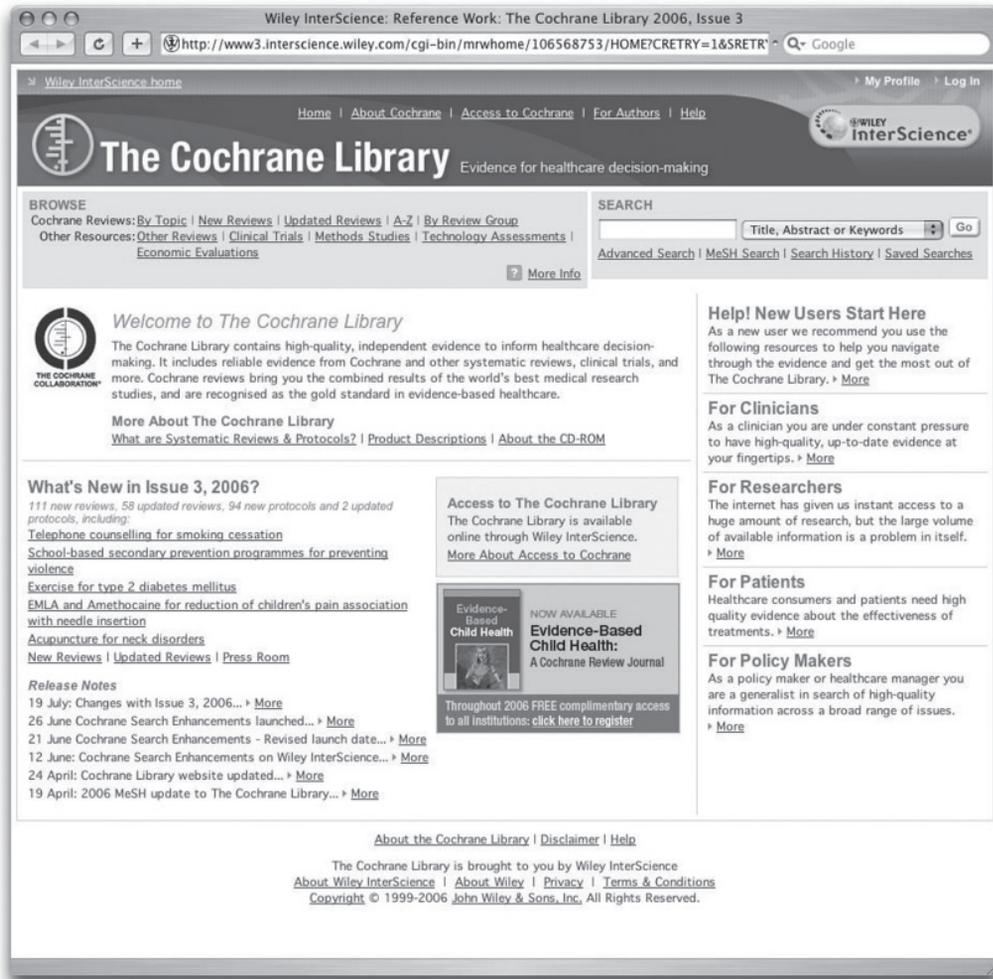 Wiley InterScience: Reference Work: The Cochrane Library 2006, Issue 3
http://www3.interscience.wiley.com/cgi-bin/mrwhome/106568753/HOME?CRETRY=1&SRETR
Google
Wiley InterScience home
My Profile
Log In
Home | About Cochrane | Access to Cochrane | For Authors | Help
WILEY
InterScience®
The Cochrane Library Evidence for healthcare decision-making
BROWSE
Cochrane Reviews: By Topic | New Reviews | Updated Reviews | A-Z | By Review Group
Other Resources: Other Reviews | Clinical Trials | Methods Studies | Technology Assessments |
Economic Evaluations
? More Info
SEARCH
Title, Abstract or Keywords
Go
Advanced Search | MeSH Search | Search History | Saved Searches
THE COCHRANE
COLLABORATION®
Welcome to The Cochrane Library
The Cochrane Library contains high-quality, independent evidence to inform healthcare decision-
making. It includes reliable evidence from Cochrane and other systematic reviews, clinical trials, and
more. Cochrane reviews bring you the combined results of the world's best medical research
studies, and are recognised as the gold standard in evidence-based healthcare.
More About The Cochrane Library
What are Systematic Reviews & Protocols? | Product Descriptions | About the CD-ROM
What's New in Issue 3, 2006?
111 new reviews, 58 updated reviews, 94 new protocols and 2 updated
protocols, including:
Telephone counselling for smoking cessation
School-based secondary prevention programmes for preventing
violence
Exercise for type 2 diabetes mellitus
EMLA and Amethocaine for reduction of children's pain association
with needle insertion
Acupuncture for neck disorders
New Reviews | Updated Reviews | Press Room
Release Notes
19 July: Changes with Issue 3, 2006... More
26 June Cochrane Search Enhancements launched... More
21 June Cochrane Search Enhancements - Revised launch date... More
12 June: Cochrane Search Enhancements on Wiley InterScience... More
24 April: Cochrane Library website updated... More
19 April: 2006 MeSH update to The Cochrane Library... More
Access to The Cochrane Library
The Cochrane Library is available
online through Wiley InterScience.
More About Access to Cochrane
Evidence-
Based
Child Health
NOW AVAILABLE
Evidence-Based
Child Health:
A Cochrane Review Journal
Throughout 2006 FREE complimentary access
to all institutions: click here to register
Help! New Users Start Here
As a new user we recommend you use the
following resources to help you navigate
through the evidence and get the most out of
The Cochrane Library. More
For Clinicians
As a clinician you are under constant pressure
to have high-quality, up-to-date evidence at
your fingertips. More
For Researchers
The internet has given us instant access to a
huge amount of research, but the large volume
of available information is a problem in itself.
More
For Patients
Healthcare consumers and patients need high
quality evidence about the effectiveness of
treatments. More
For Policy Makers
As a policy maker or healthcare manager you
are a generalist in search of high-quality
information across a broad range of issues.
More
About the Cochrane Library | Disclaimer | Help
The Cochrane Library is brought to you by Wiley InterScience
About Wiley InterScience | About Wiley | Privacy | Terms & Conditions
Copyright © 1999-2006 John Wiley & Sons, Inc. All Rights Reserved.